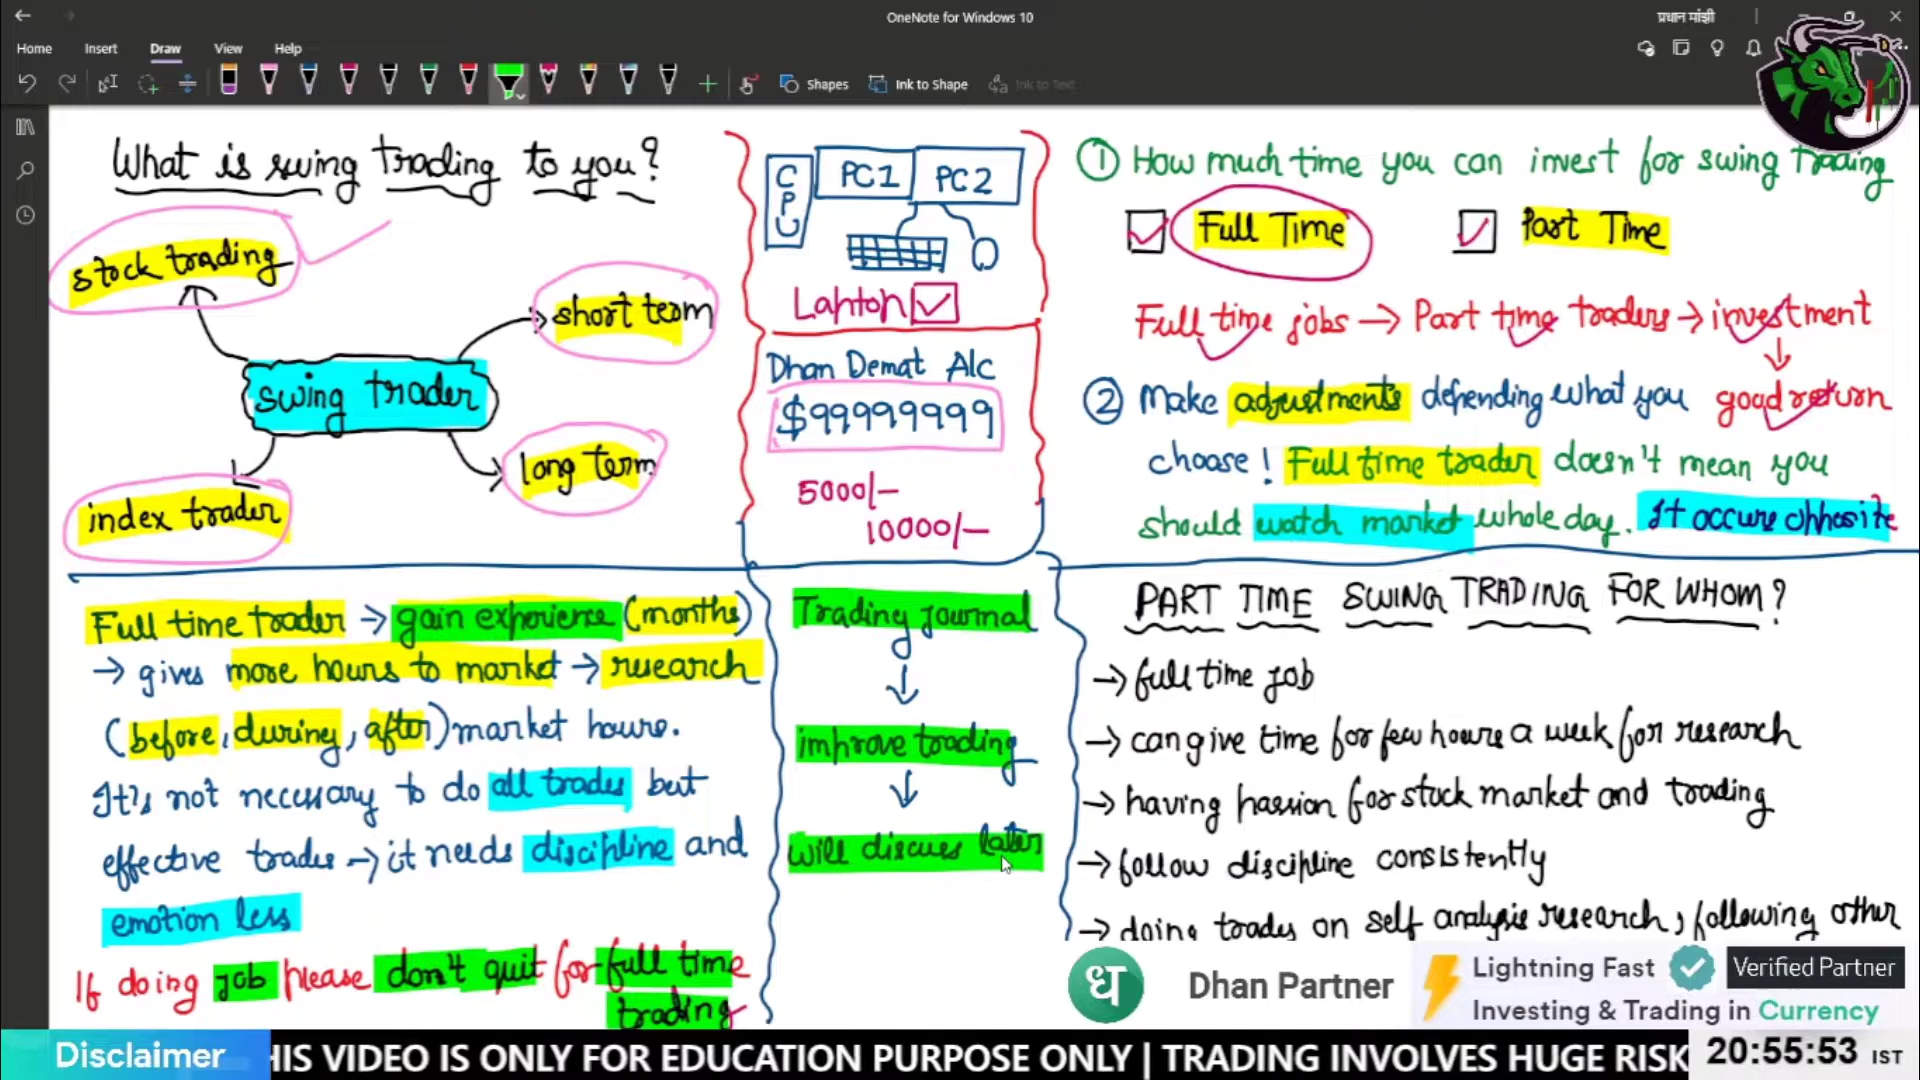 OneNote for Windows 10
प्रधान मांझी
Home Insert Draw View Help
Shapes Ink to Shape Ink to Text
What is swing trading to you?
stock trading
short term
swing trader
long term
index trader
CPU
PC1 PC2
Laptop
Dhan Demat A/c
$99999999
5000/-
10000/-
① How much time you can invest for swing trading
Full Time Part Time
Full time jobs → Part time traders → investment
↓
good return
② Make adjustments depending what you
choose! Full time trader doesn't mean you
should watch market whole day. It occurs opposite
Full time trader → gain experience (months)
→ gives more hours to market → research
(before, during, after) market hours.
It's not necessary to do all trades but
effective trades → it needs discipline and
emotion less
If doing job please don't quit for full time
trading
Trading journal
↓
improve trading
↓
will discuss later
PART TIME SWING TRADING FOR WHOM?
→ full time job
→ can give time for few hours a week for research
→ having passion for stock market and trading
→ follow discipline consistently
→ doing trades on self analysis research, following other
ध Dhan Partner
Lightning Fast
Investing & Trading in Currency
Verified Partner
Disclaimer
HIS VIDEO IS ONLY FOR EDUCATION PURPOSE ONLY | TRADING INVOLVES HUGE RISK
20:55:53 IST